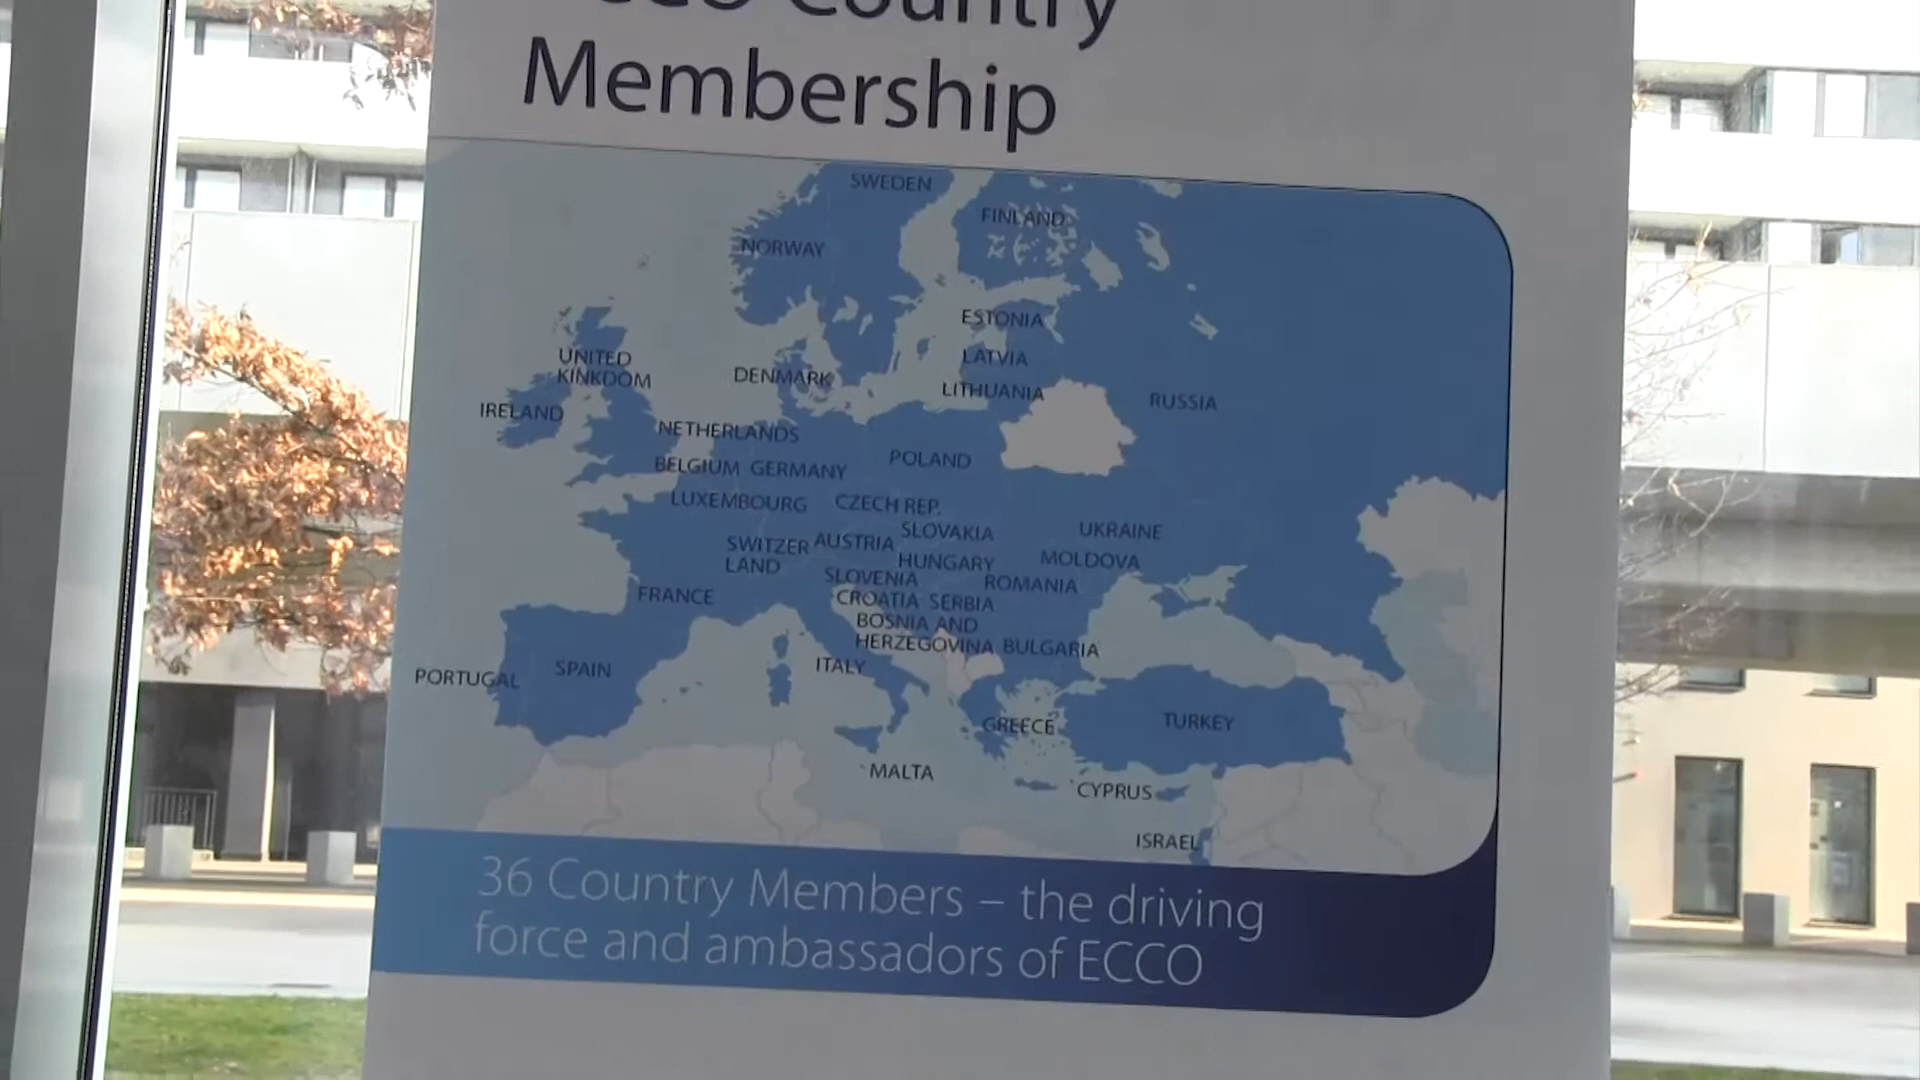 ECCO Country
Membership
SWEDEN
FINLAND
NORWAY
ESTONIA
UNITED
KINKDOM
LATVIA
DENMARK
LITHUANIA
RUSSIA
IRELAND
NETHERLANDS
POLAND
BELGIUM GERMANY
LUXEMBOURG CZECH REP.
SLOVAKIA UKRAINE
SWITZER AUSTRIA
LAND HUNGARY MOLDOVA
SLOVENIA ROMANIA
FRANCE CROATIA SERBIA
BOSNIA AND
HERZEGOVINA BULGARIA
PORTUGAL SPAIN ITALY
GREECE TURKEY
MALTA
CYPRUS
ISRAEL
36 Country Members – the driving
force and ambassadors of ECCO